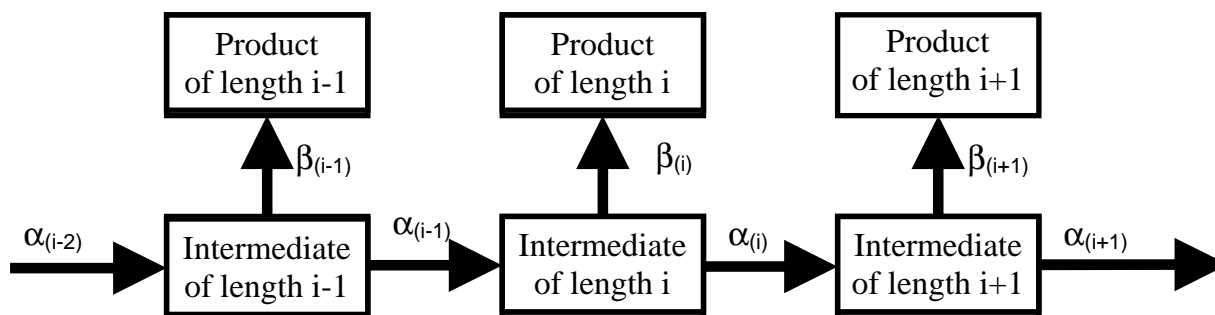 Product
of length i-1
Product
of length i
Product
of length i+1
β(i-1)
β(i)
β(i+1)
α(i-2)
α(i-1)
α(i)
α(i+1)
Intermediate
of length i-1
Intermediate
of length i
Intermediate
of length i+1